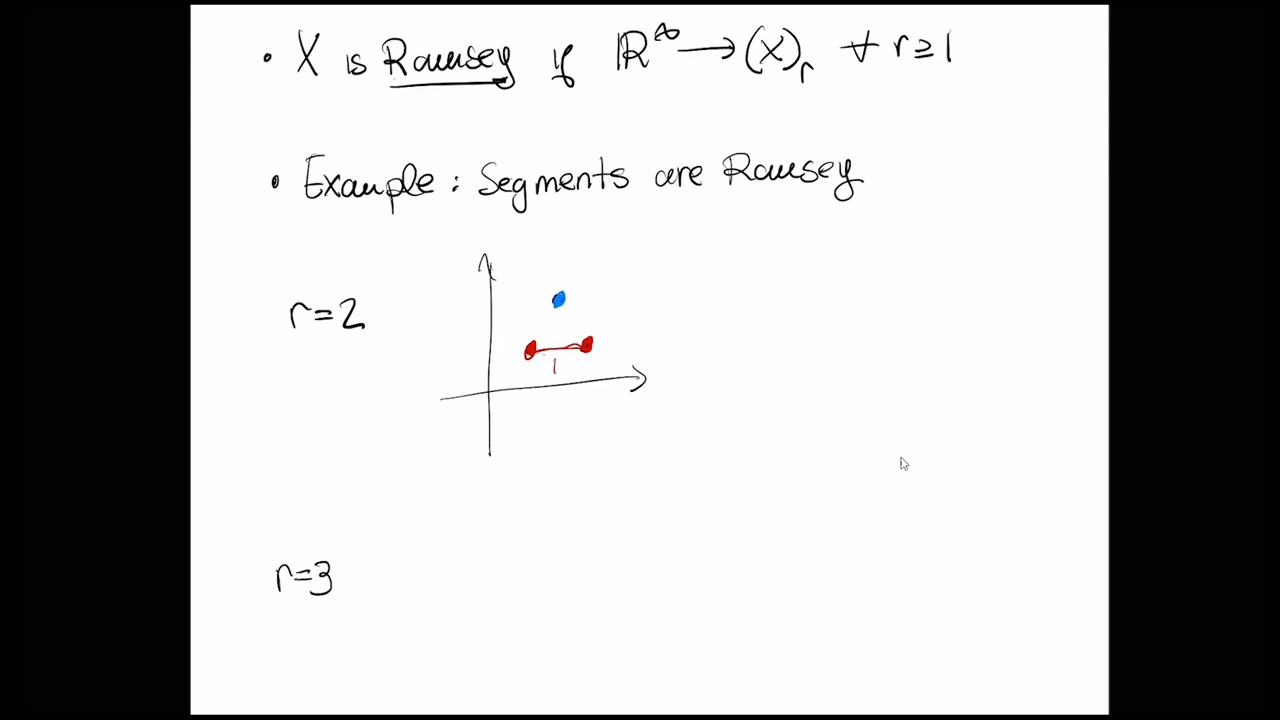 • X is Ramsey if ℝ^∞ → (X)_r ∀ r ≥ 1
• Example : Segments are Ramsey
r=2
1
r=3